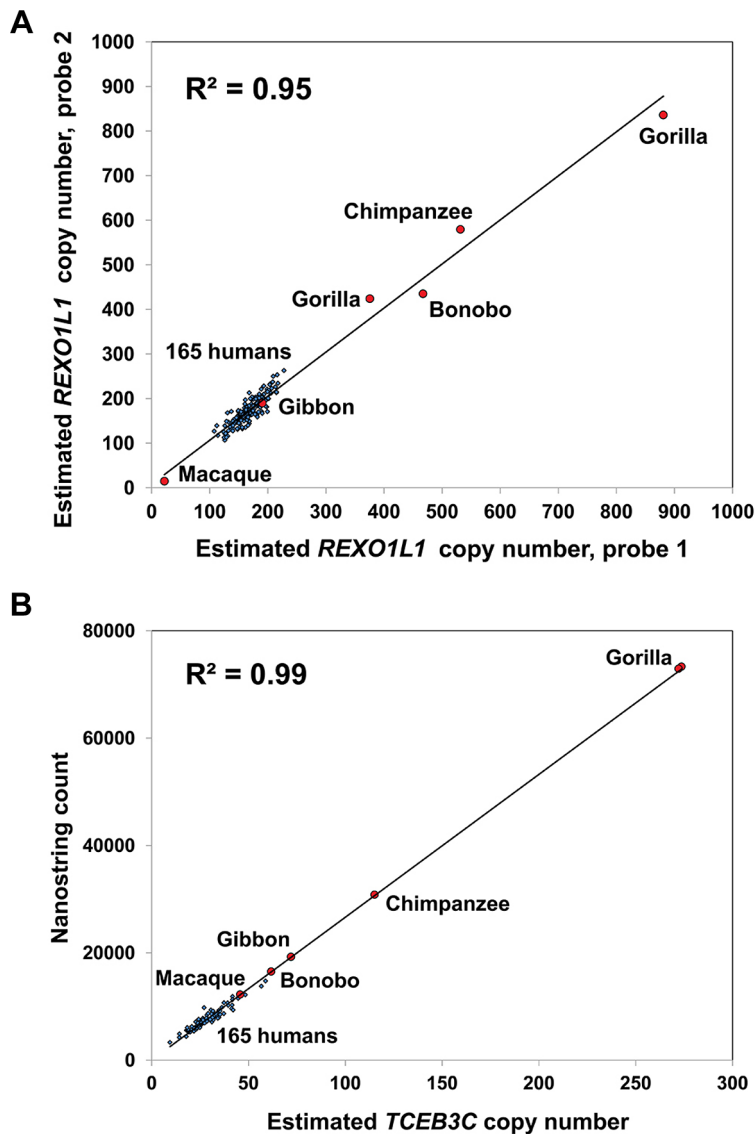 A
1000
900
800
700
600
500
400
300
200
100
0
Estimated REXO1L1 copy number, probe 2
R² = 0.95
Gorilla
Chimpanzee
Gorilla
Bonobo
165 humans
Gibbon
Macaque
0 100 200 300 400 500 600 700 800 900 1000
Estimated REXO1L1 copy number, probe 1
B
80000
60000
40000
20000
0
Nanostring count
R² = 0.99
Gorilla
Chimpanzee
Gibbon
Macaque
Bonobo
165 humans
0 50 100 150 200 250 300
Estimated TCEB3C copy number